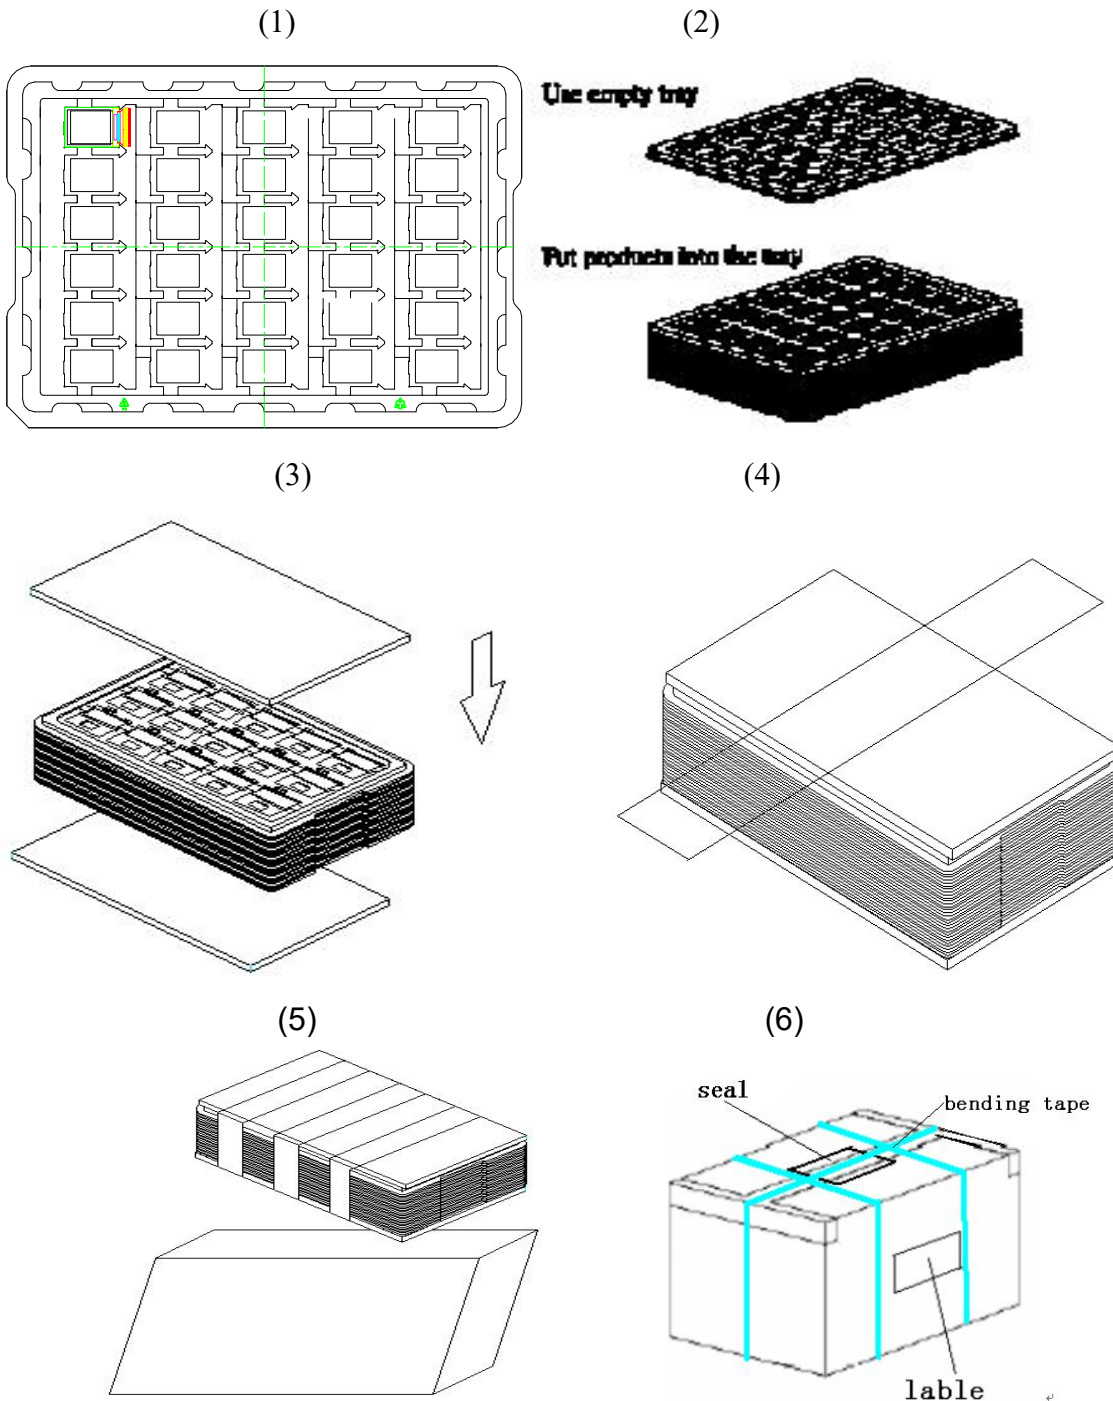 (1)
(2)
Use empty tray
Put products into the tray
(3)
(4)
(5)
(6)
seal
bending tape
lable